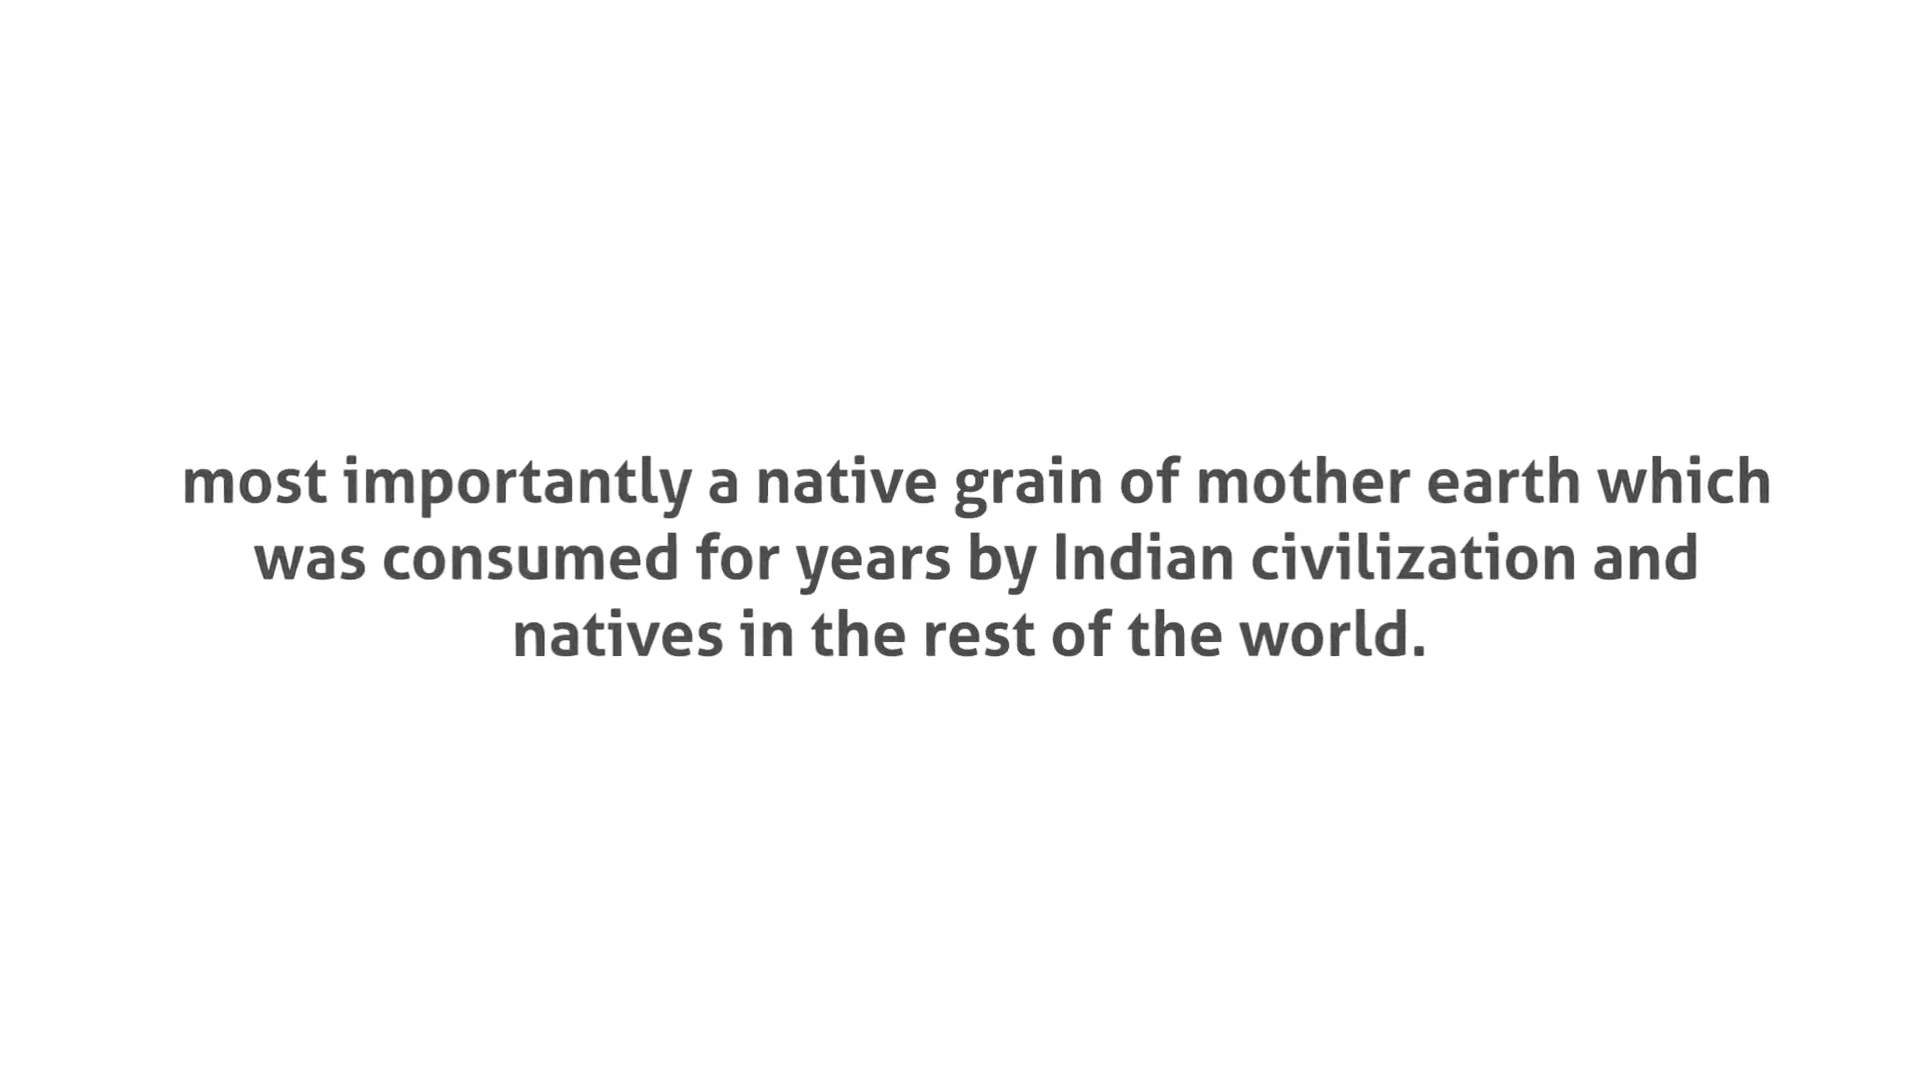 most importantly a native grain of mother earth which
was consumed for years by Indian civilization and
natives in the rest of the world.